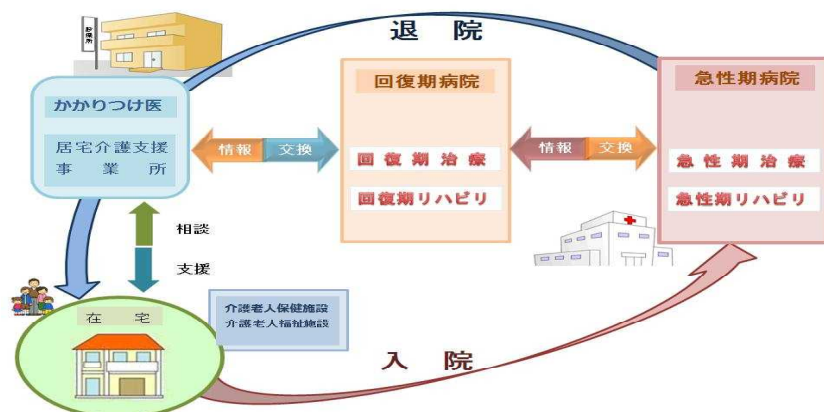 退 院
診療所
かかりつけ医
居宅介護支援
事 業 所
情報 交換
回復期病院
回復期治療
回復期リハビリ
情報 交換
急性期病院
急性期治療
急性期リハビリ
相談
支援
在 宅
介護老人保健施設
介護老人福祉施設
入 院